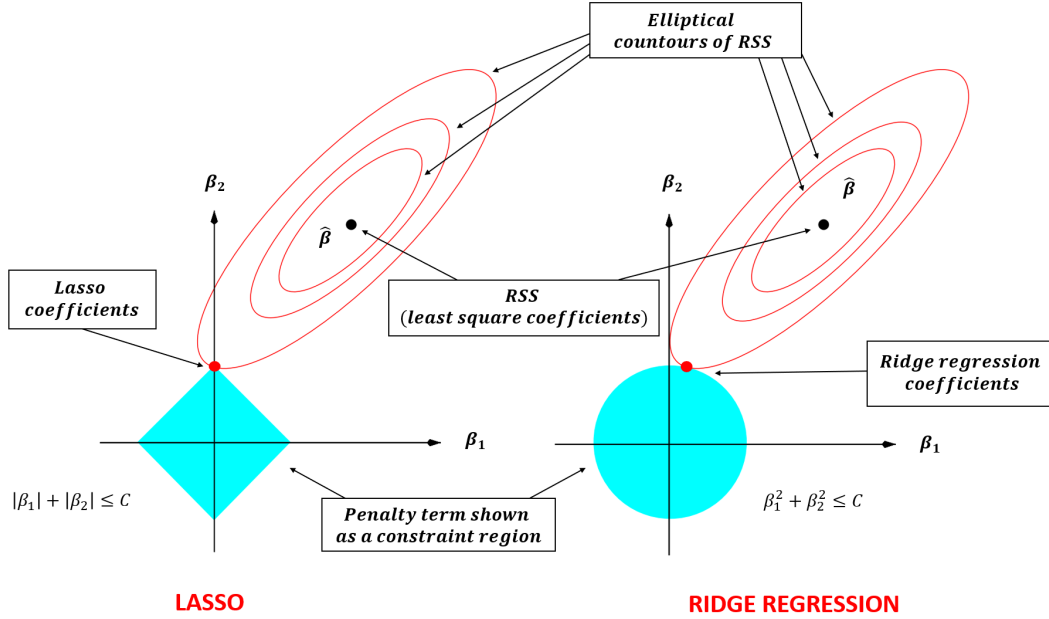 Elliptical
countours of RSS
β₂
β₂
β̂
β̂
Lasso
coefficients
RSS
(least square coefficients)
Ridge regression
coefficients
β₁
β₁
|β₁| + |β₂| ≤ C
Penalty term shown
as a constraint region
β₁² + β₂² ≤ C
LASSO
RIDGE REGRESSION